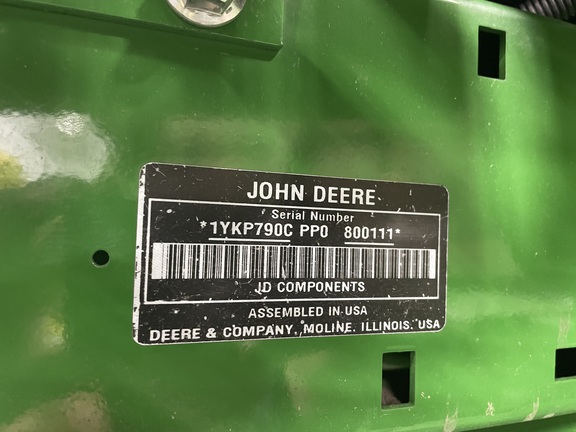 JOHN DEERE
Serial Number
*1YKP790C PP0 800111*
JD COMPONENTS
ASSEMBLED IN USA
DEERE & COMPANY, MOLINE, ILLINOIS, USA